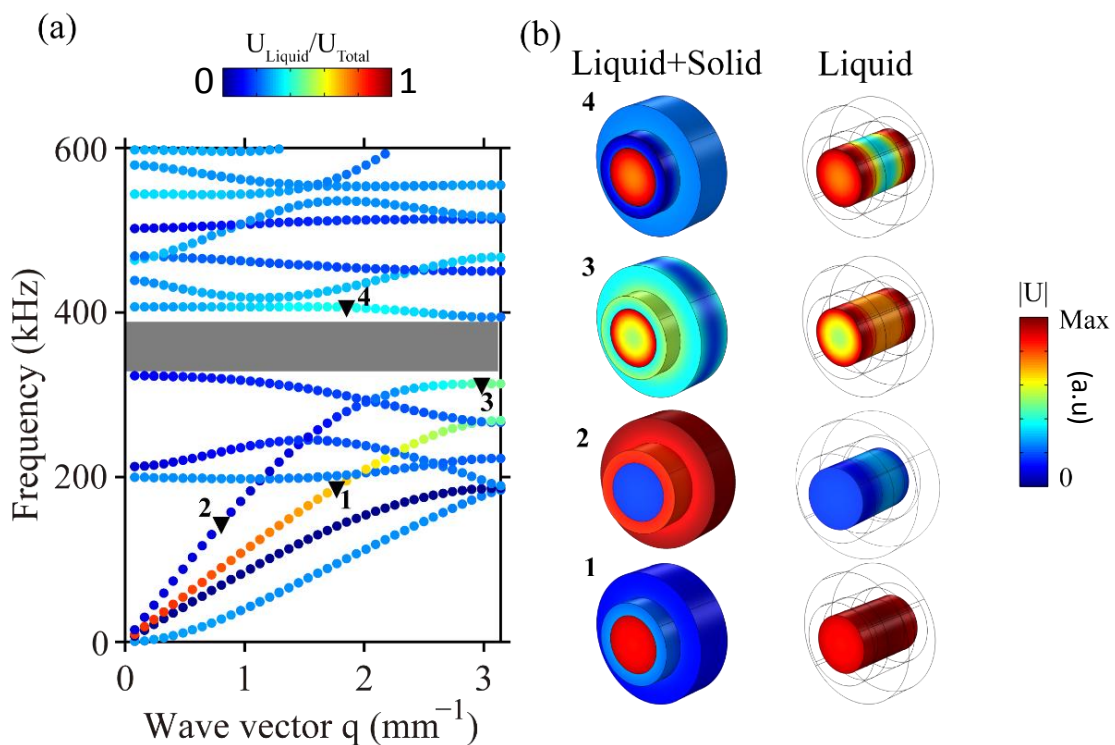 (a)
U_Liquid/U_Total
0 1
600
400
200
0
Frequency (kHz)
0 1 2 3
Wave vector q (mm⁻¹)
4
3
2
1
(b)
Liquid+Solid Liquid
4
3
2
1
|U|
Max
(a.u)
0